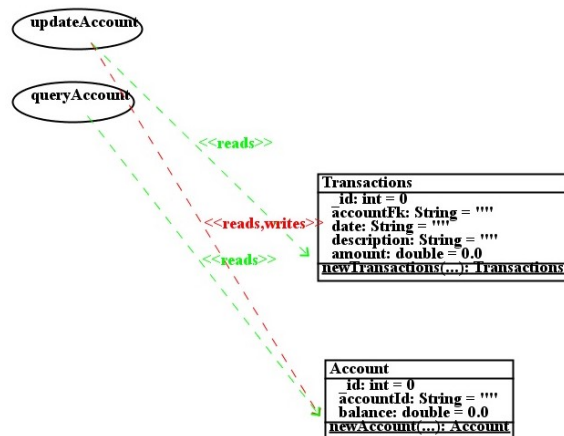 updateAccount
queryAccount
<<reads>>
Transactions
_id: int = 0
accountFk: String = ""
date: String = ""
description: String = ""
amount: double = 0.0
newTransactions(...): Transactions
<<reads,writes>>
<<reads>>
Account
_id: int = 0
accountId: String = ""
balance: double = 0.0
newAccount(...): Account